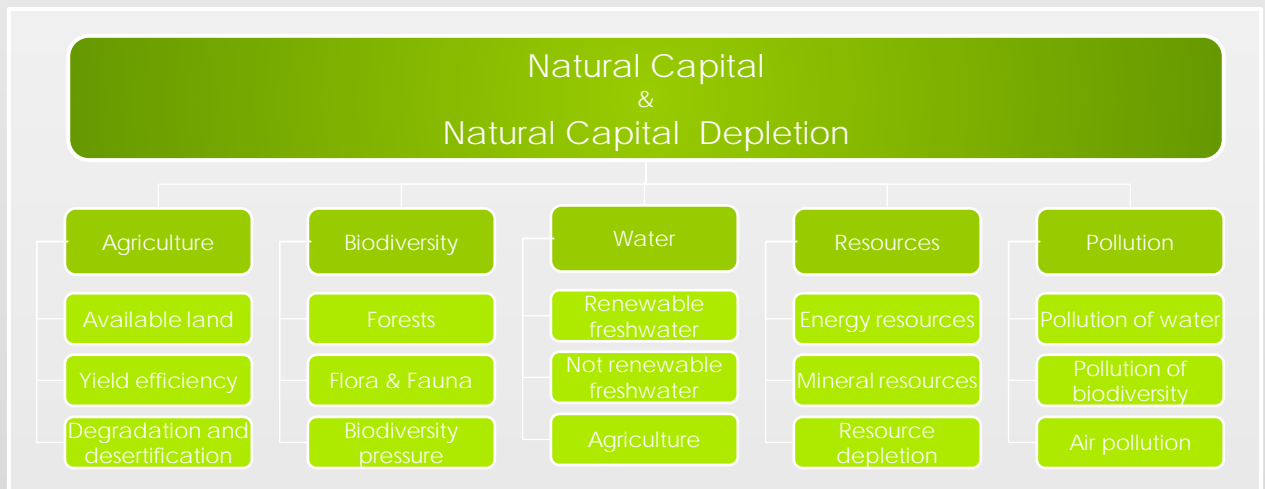 Natural Capital
&
Natural Capital Depletion
Agriculture
Available land
Yield efficiency
Degradation and
desertification
Biodiversity
Forests
Flora & Fauna
Biodiversity
pressure
Water
Renewable
freshwater
Not renewable
freshwater
Agriculture
Resources
Energy resources
Mineral resources
Resource
depletion
Pollution
Pollution of water
Pollution of
biodiversity
Air pollution